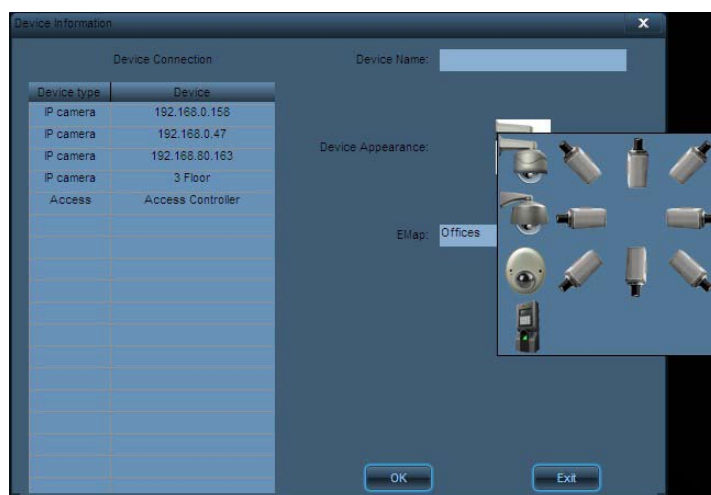 Device Information X
Device Connection
Device Name:
Device type Device
IP camera 192.168.0.158
IP camera 192.168.0.47
IP camera 192.168.80.163
IP camera 3 Floor
Access Access Controller
Device Appearance:
EMap: Offices
OK Exit